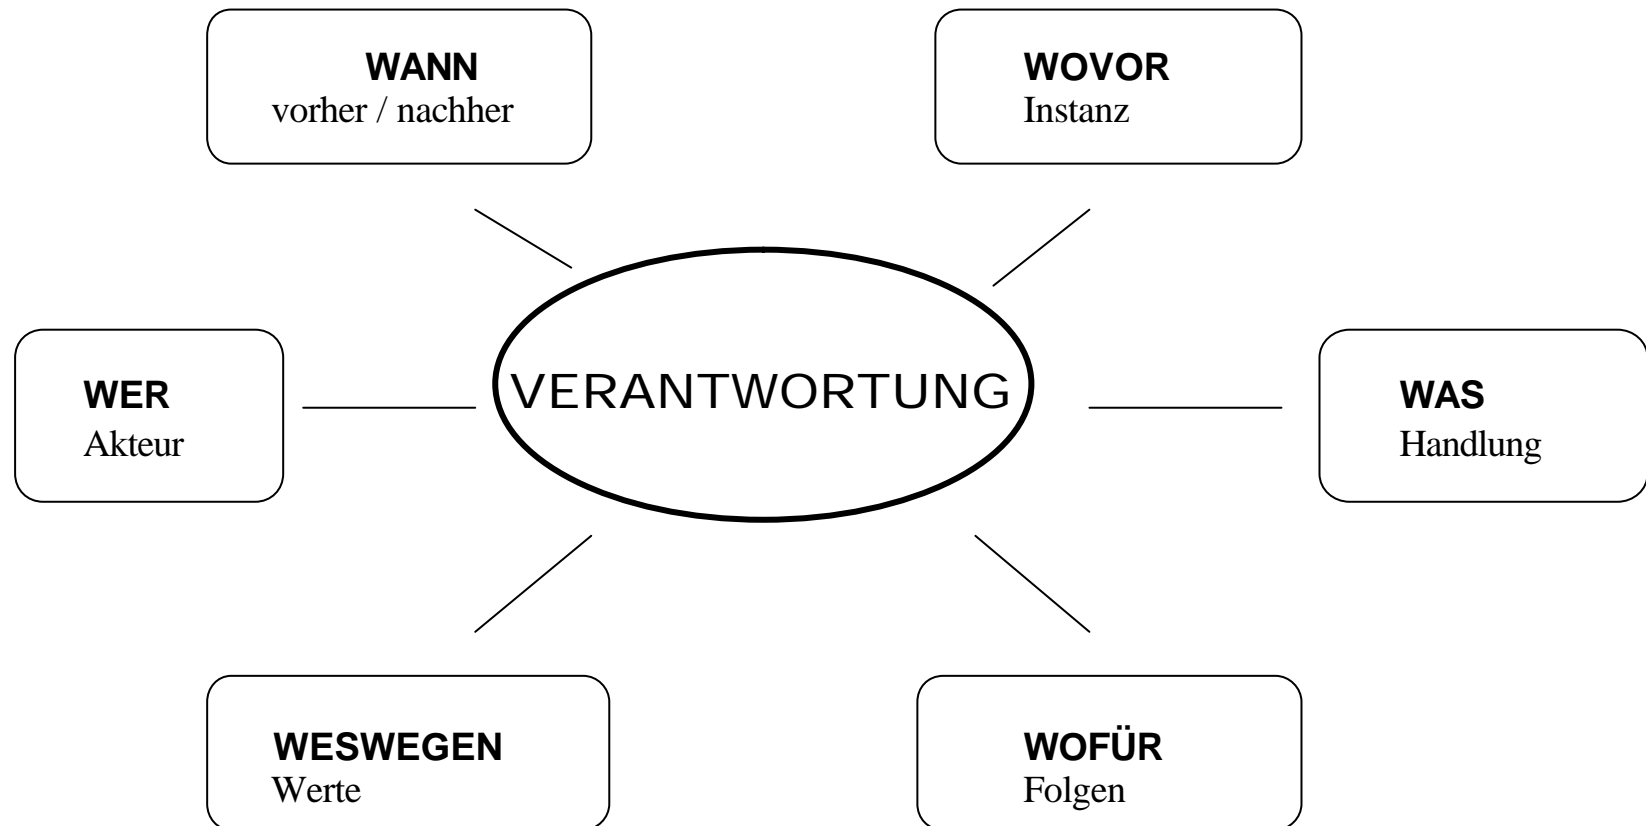 WANN
vorher / nachher
WOVOR
Instanz
WER
Akteur
VERANTWORTUNG
WAS
Handlung
WESWEGEN
Werte
WOFÜR
Folgen